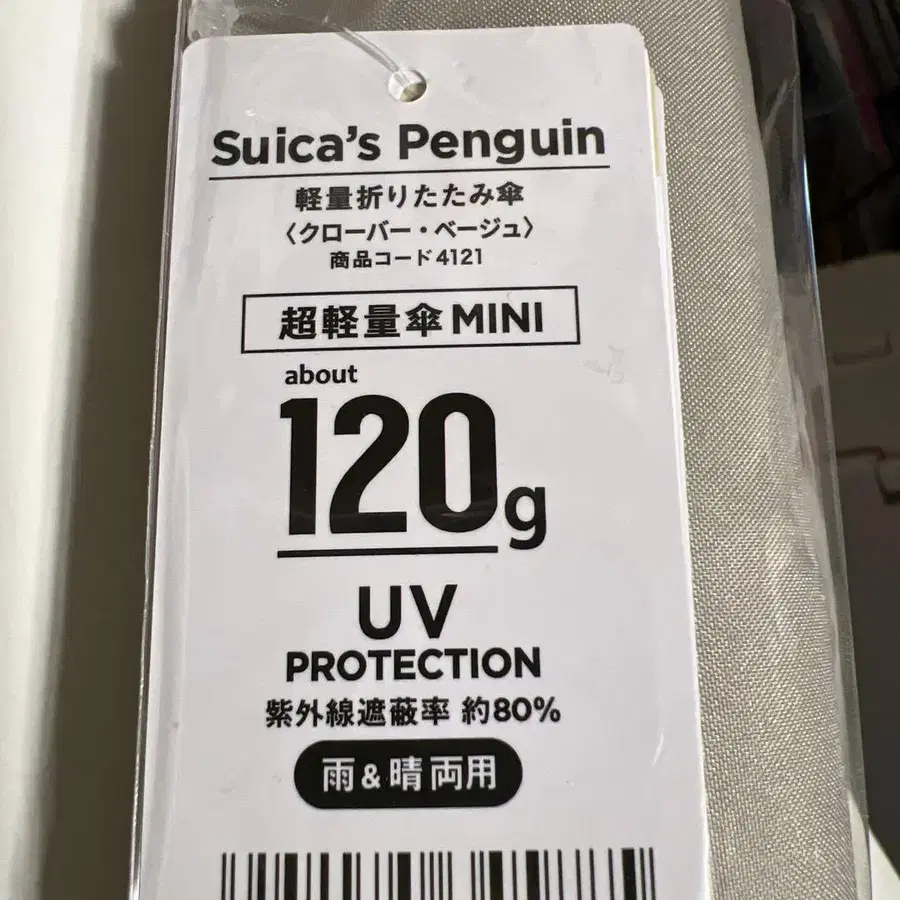 Suica's Penguin
軽量折りたたみ傘
〈クローバー・ベージュ〉
商品コード4121
超軽量傘MINI
about
120g
UV
PROTECTION
紫外線遮蔽率 約80%
雨&晴 両用